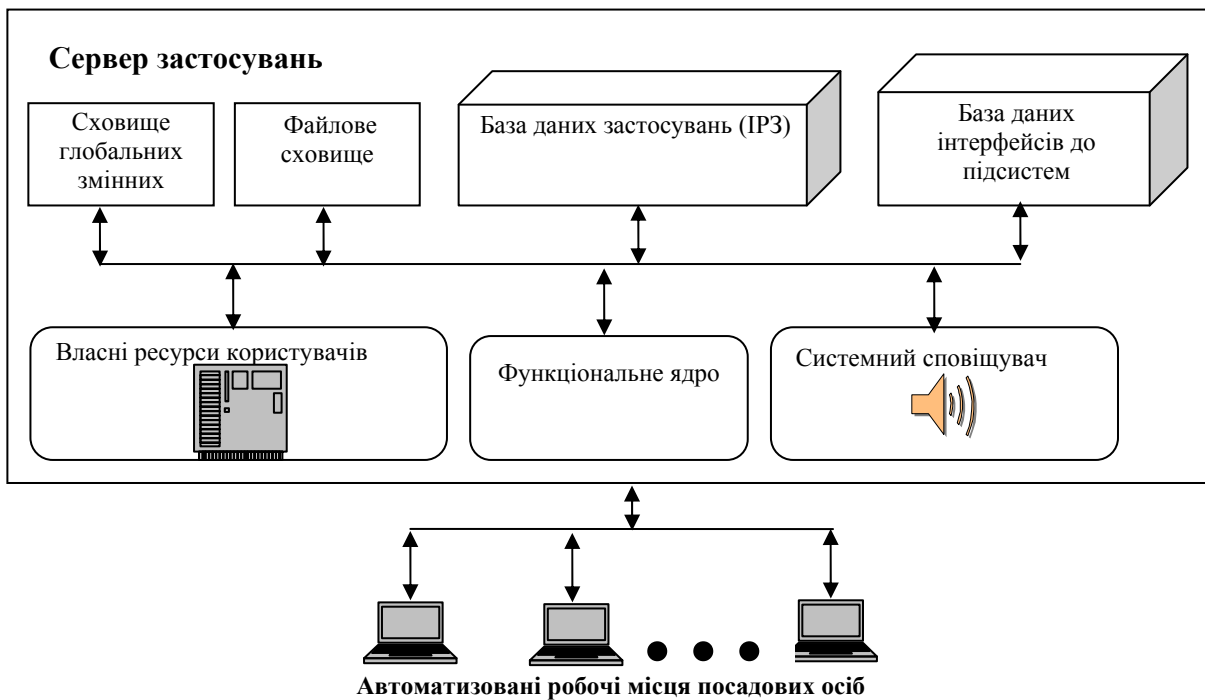 Сервер застосувань
Сховище
глобальних
змінних
Файлове
сховище
База даних застосувань (ІРЗ)
База даних
інтерфейсів до
підсистем
Власні ресурси користувачів
Функціональне ядро
Системний сповіщувач
Автоматизовані робочі місця посадових осіб